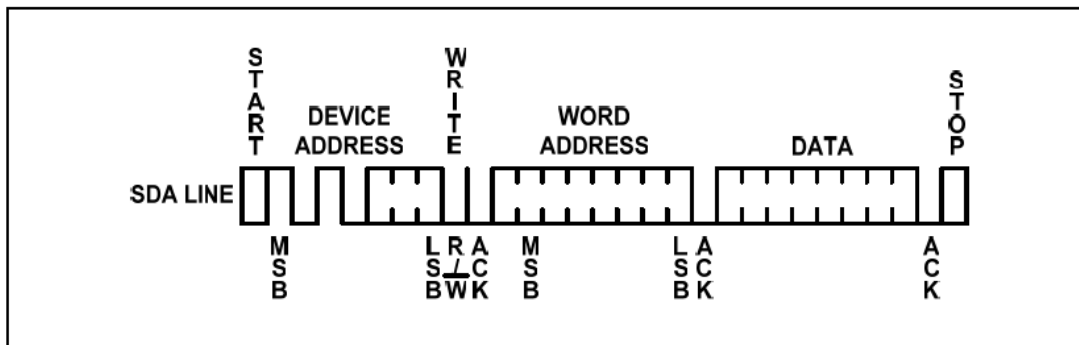 START
WRITE
STOP
DEVICE
ADDRESS
WORD
ADDRESS
DATA
SDA LINE
MSB
LSB
R/W
ACK
MSB
LSB
ACK
ACK